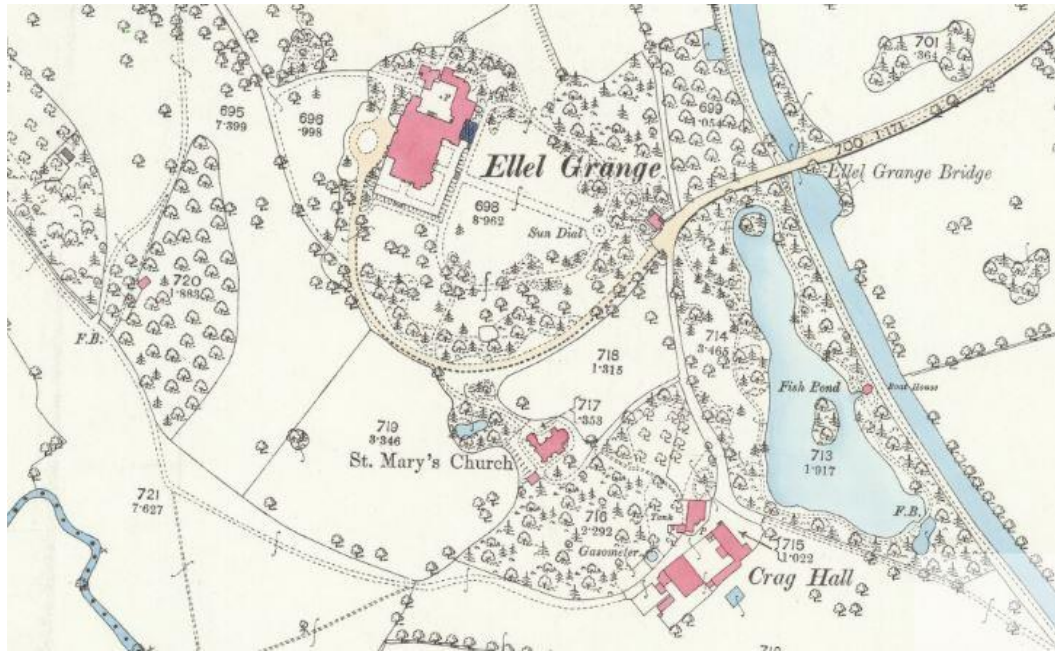 701
·364
695
7·399
696
·998
699
1·054
700 1·171
Ellel Grange
Ellel Grange Bridge
698
8·962
Sun Dial
720
1·883
F.B.
714
3·465
718
1·315
Fish Pond
Boat House
717
·353
719
3·346
713
1·917
St. Mary's Church
721
7·627
716
2·292
Tank
P.
F.B.
Gasometer
715
1·022
Crag Hall